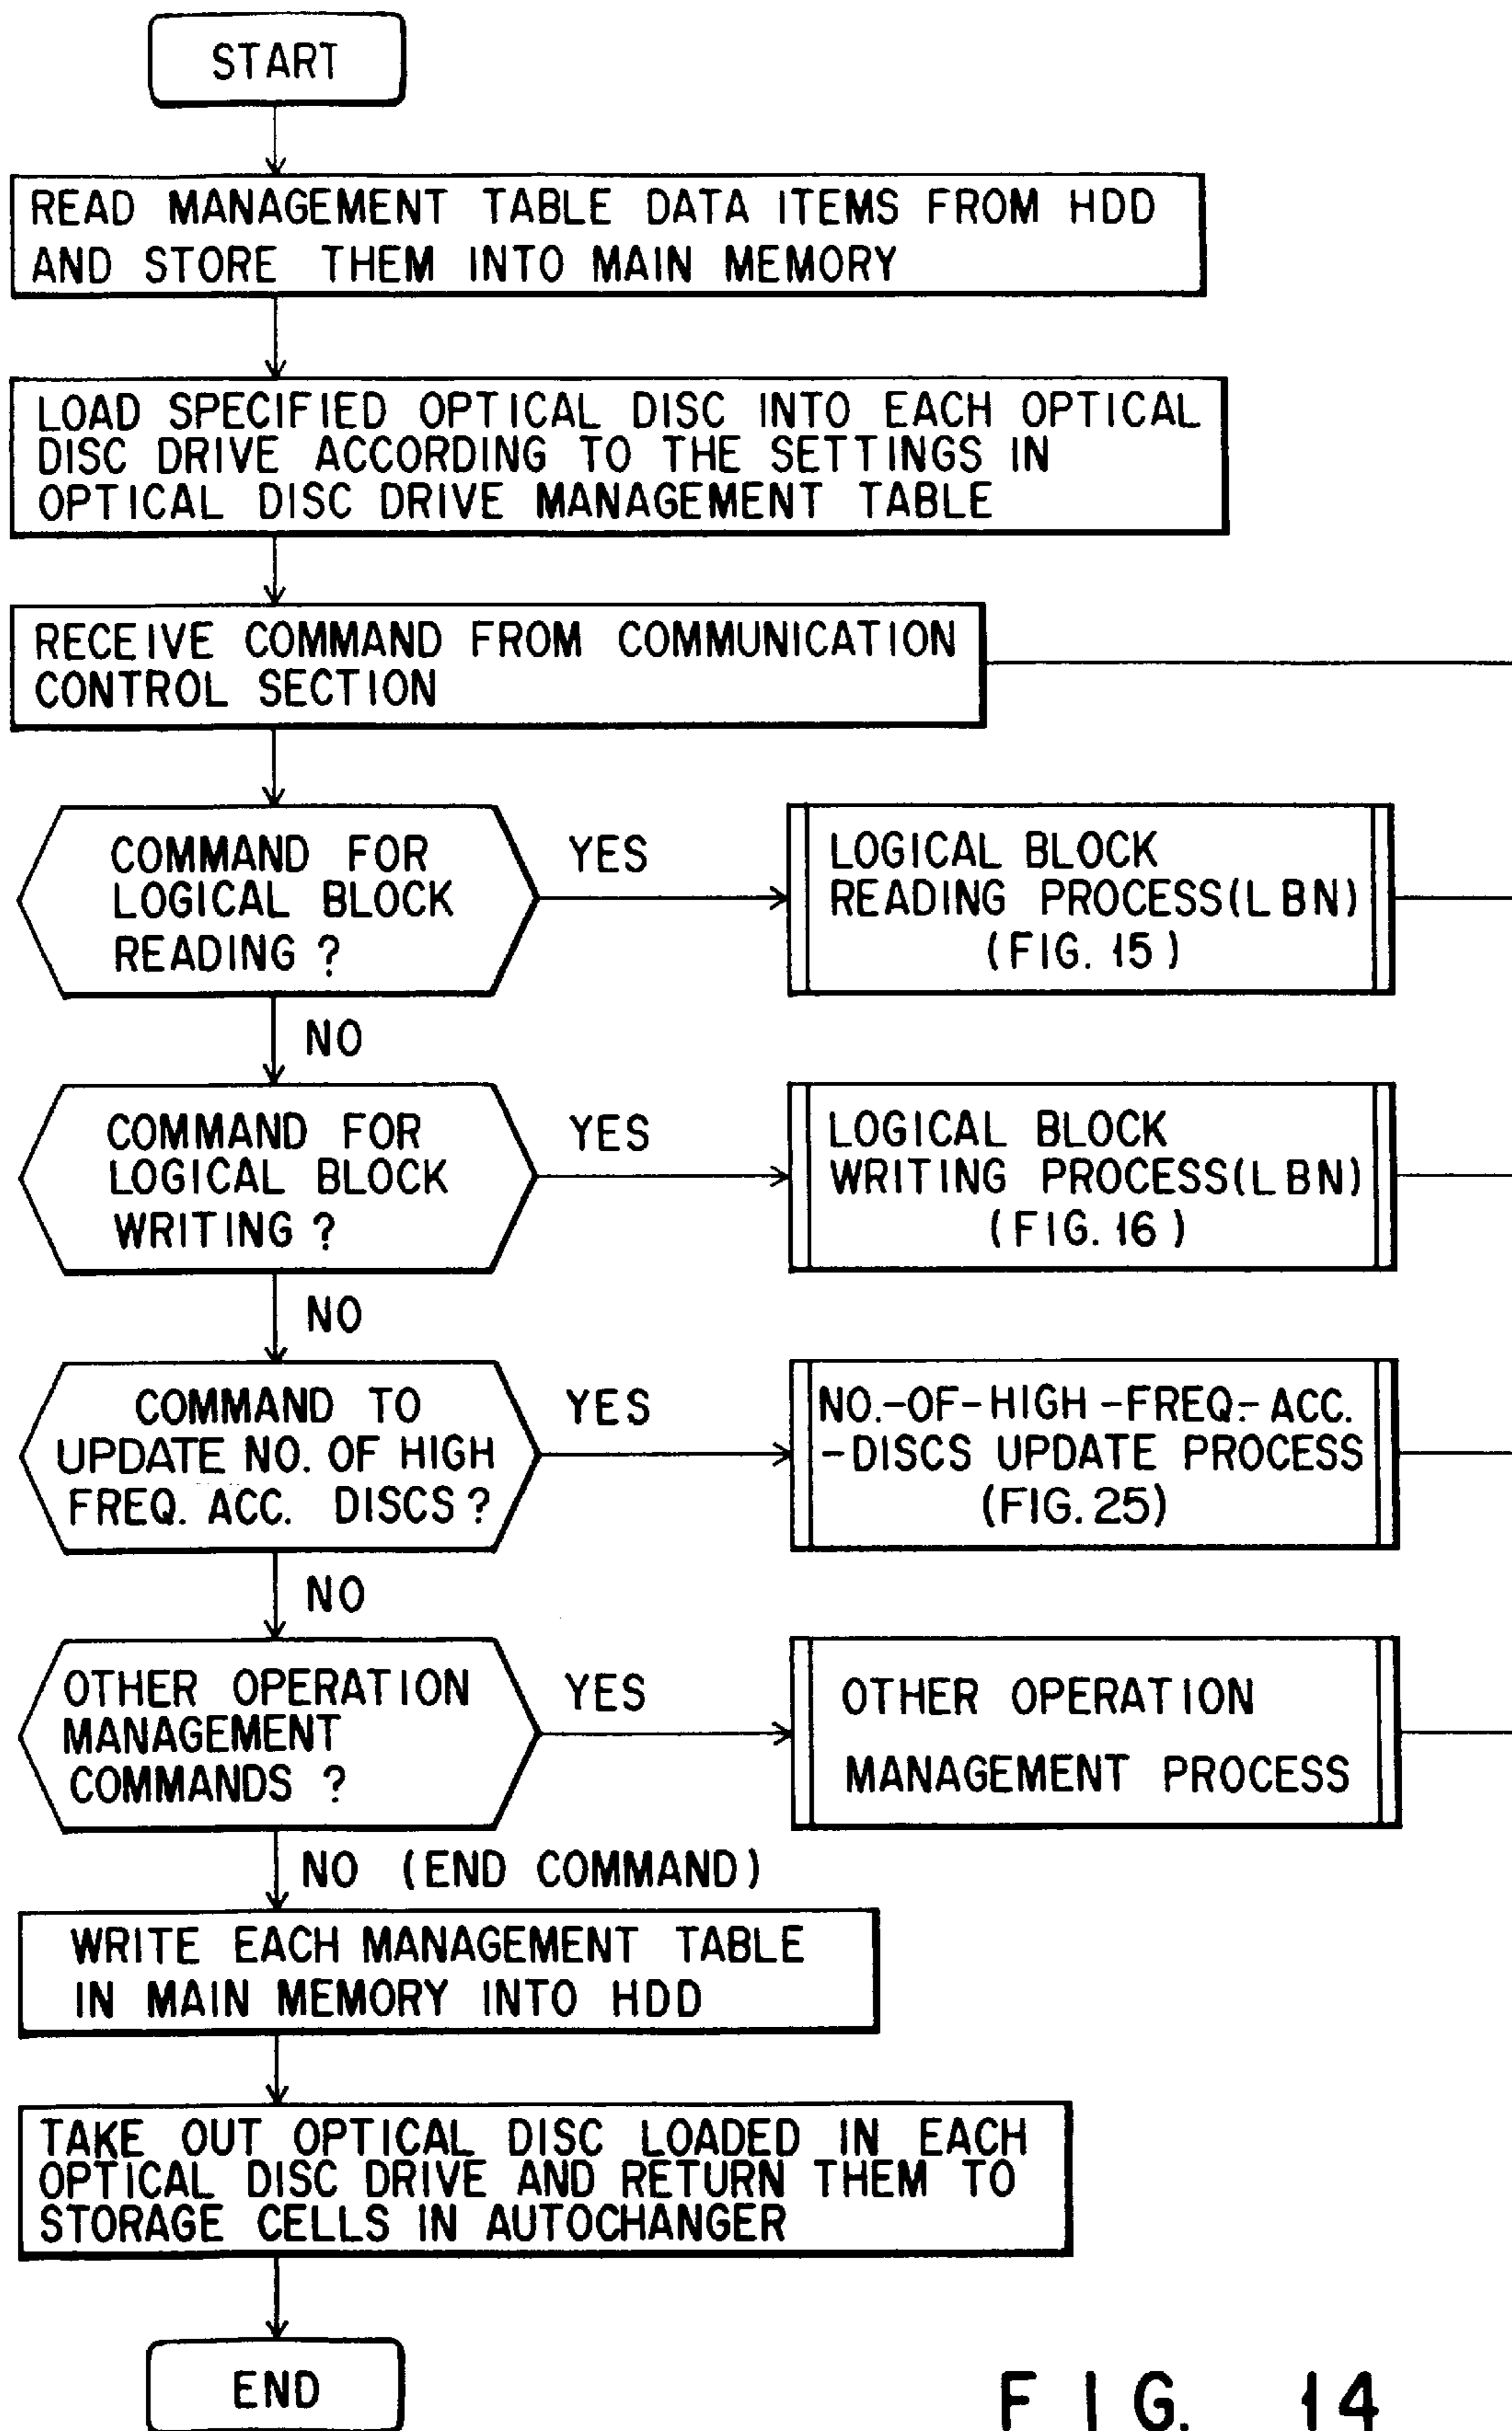 START
READ MANAGEMENT TABLE DATA ITEMS FROM HDD
AND STORE THEM INTO MAIN MEMORY
LOAD SPECIFIED OPTICAL DISC INTO EACH OPTICAL
DISC DRIVE ACCORDING TO THE SETTINGS IN
OPTICAL DISC DRIVE MANAGEMENT TABLE
RECEIVE COMMAND FROM COMMUNICATION
CONTROL SECTION
COMMAND FOR
LOGICAL BLOCK
READING ?
YES
LOGICAL BLOCK
READING PROCESS(LBN)
(FIG. 15)
NO
COMMAND FOR
LOGICAL BLOCK
WRITING ?
YES
LOGICAL BLOCK
WRITING PROCESS(LBN)
(FIG. 16)
NO
COMMAND TO
UPDATE NO. OF HIGH
FREQ. ACC. DISCS ?
YES
NO.-OF-HIGH-FREQ.-ACC.
-DISCS UPDATE PROCESS
(FIG. 25)
NO
OTHER OPERATION
MANAGEMENT
COMMANDS ?
YES
OTHER OPERATION
MANAGEMENT PROCESS
NO (END COMMAND)
WRITE EACH MANAGEMENT TABLE
IN MAIN MEMORY INTO HDD
TAKE OUT OPTICAL DISC LOADED IN EACH
OPTICAL DISC DRIVE AND RETURN THEM TO
STORAGE CELLS IN AUTOCHANGER
END
FIG. 14